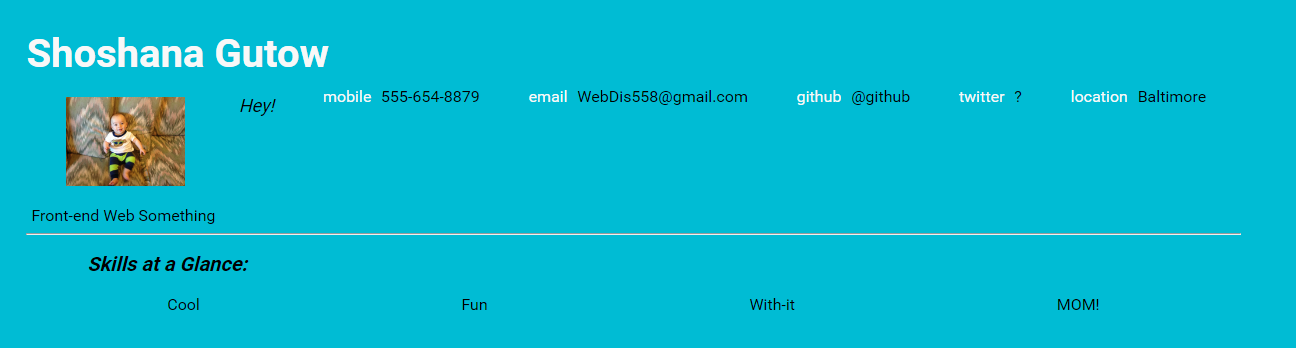 Shoshana Gutow
Hey! mobile 555-654-8879 email WebDis558@gmail.com github @github twitter ? location Baltimore
Front-end Web Something
Skills at a Glance:
Cool Fun With-it MOM!